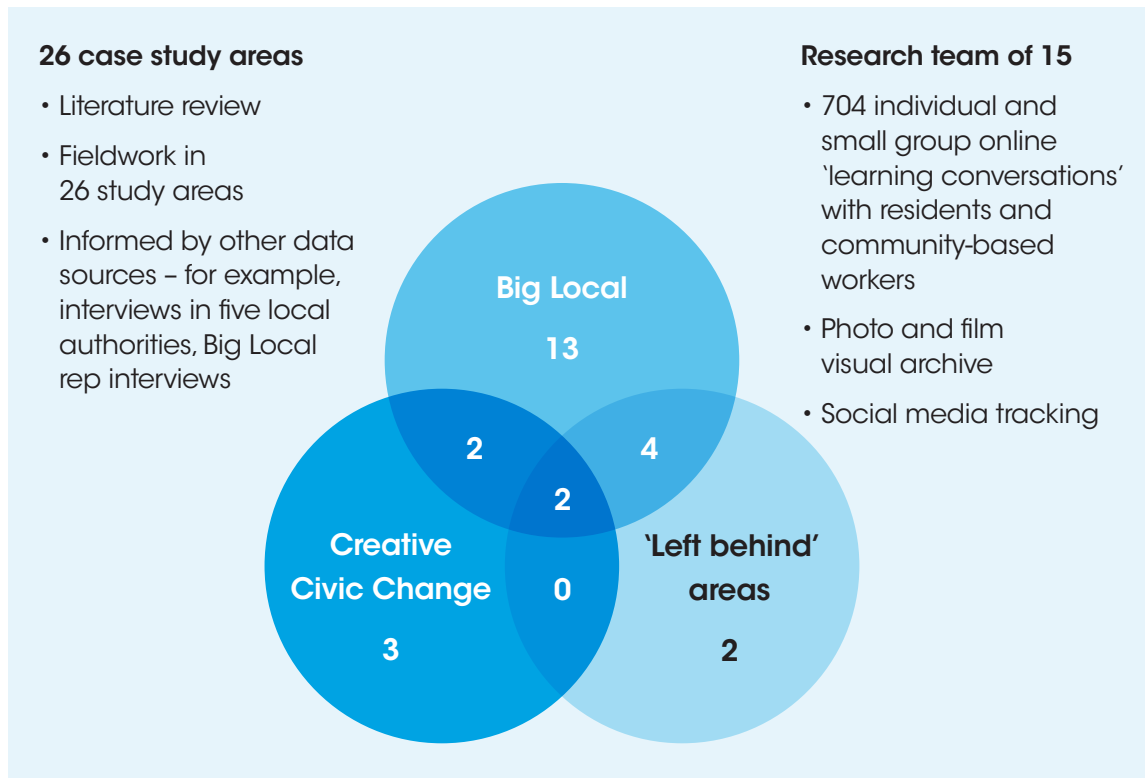 26 case study areas
• Literature review
• Fieldwork in
26 study areas
• Informed by other data
sources – for example,
interviews in five local
authorities, Big Local
rep interviews
Research team of 15
• 704 individual and
small group online
‘learning conversations’
with residents and
community-based
workers
• Photo and film
visual archive
• Social media tracking
Big Local
13
2
4
2
Creative
Civic Change
3
0
‘Left behind’
areas
2